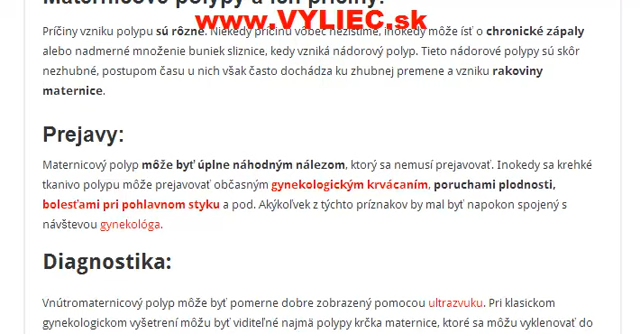 Maternicové polypy a ich príčiny:
www.VYLIEC.sk
Príčiny vzniku polypu sú rôzne. Niekedy príčinu vôbec nezistíme, inokedy môže ísť o chronické zápaly
alebo nadmerné množenie buniek sliznice, kedy vzniká nádorový polyp. Tieto nádorové polypy sú skôr
nezhubné, postupom času u nich však často dochádza ku zhubnej premene a vzniku rakoviny
maternice.
Prejavy:
Maternicový polyp môže byť úplne náhodným nálezom, ktorý sa nemusí prejavovať. Inokedy sa krehké
tkanivo polypu môže prejavovať občasným gynekologickým krvácaním, poruchami plodnosti,
bolesťami pri pohlavnom styku a pod. Akýkoľvek z týchto príznakov by mal byť napokon spojený s
návštevou gynekológa.
Diagnostika:
Vnútromaternicový polyp môže byť pomerne dobre zobrazený pomocou ultrazvuku. Pri klasickom
gynekologickom vyšetrení môžu byť viditeľné najmä polypy krčka maternice, ktoré sa môžu vyklenovať do